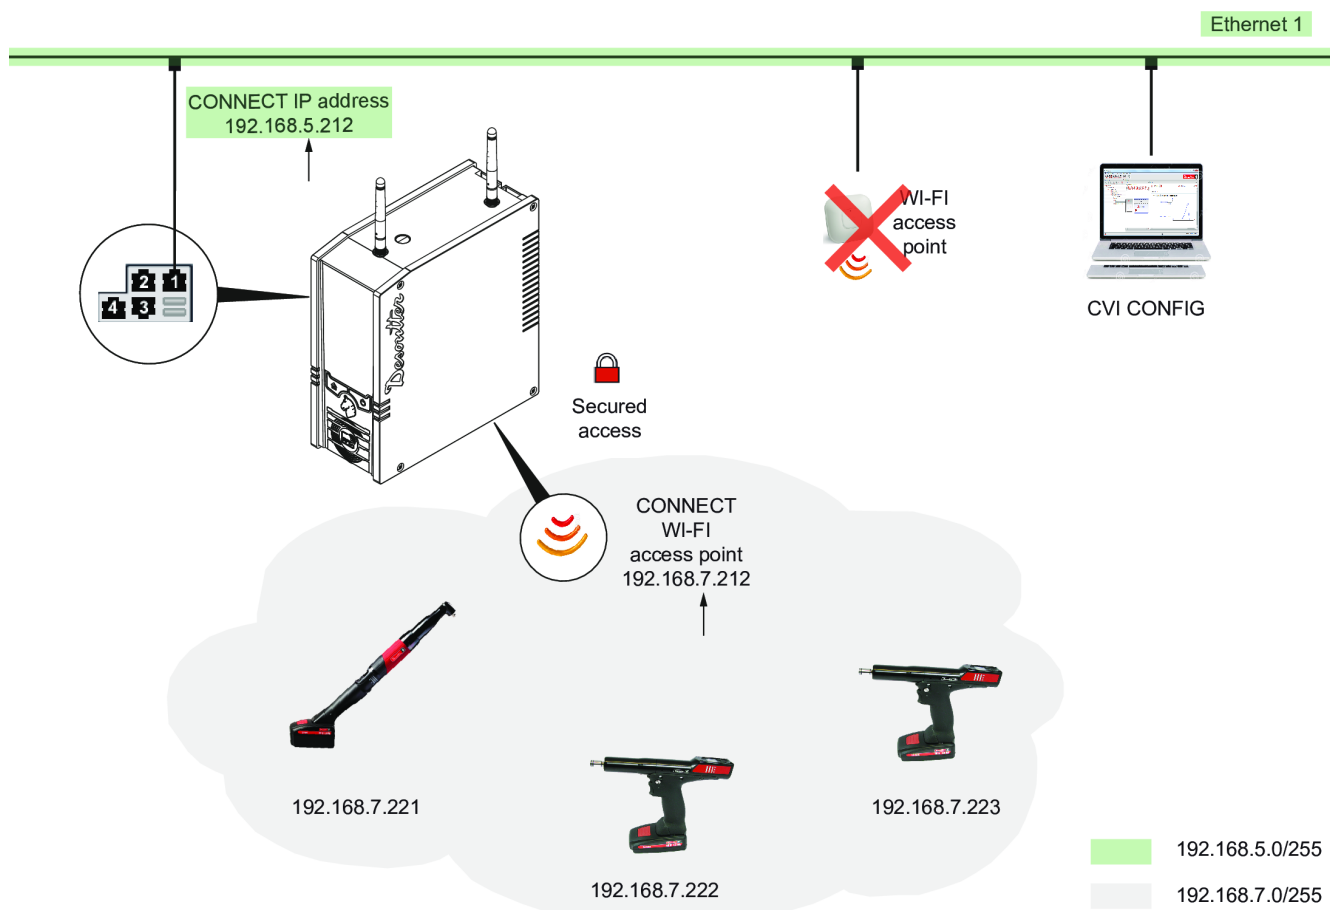 Ethernet 1
CONNECT IP address
192.168.5.212
2
1
4
3
Desoutter
WI-FI
access
point
CVI CONFIG
Secured
access
CONNECT
WI-FI
access point
192.168.7.212
192.168.7.221
192.168.7.222
192.168.7.223
192.168.5.0/255
192.168.7.0/255